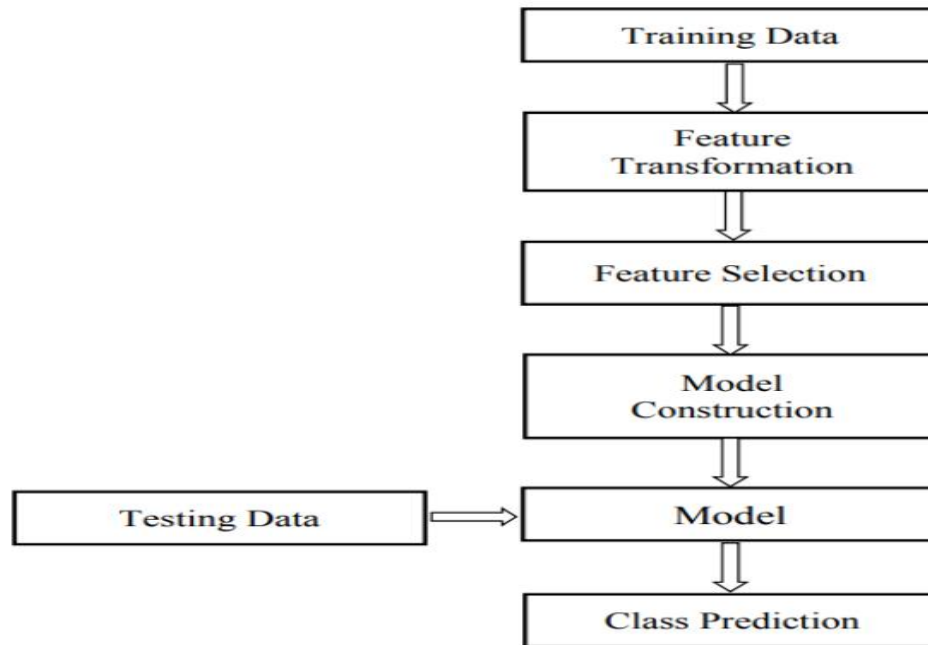 Training Data
Feature
Transformation
Feature Selection
Model
Construction
Testing Data
Model
Class Prediction